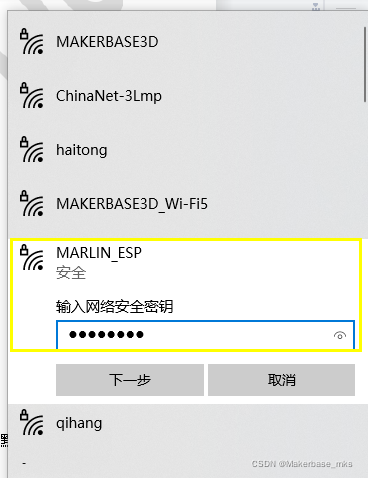 MAKERBASE3D
ChinaNet-3Lmp
haitong
MAKERBASE3D_Wi-Fi5
MARLIN_ESP
安全
输入网络安全密钥
●●●●●●●●
下一步
取消
qihang
-
CSDN @Makerbase_mks